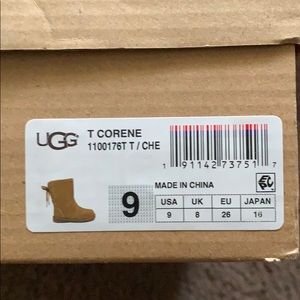 UGG
T CORENE
1100176T T / CHE
1 91142 73751 7
MADE IN CHINA
9
USA UK EU JAPAN
9 8 26 16